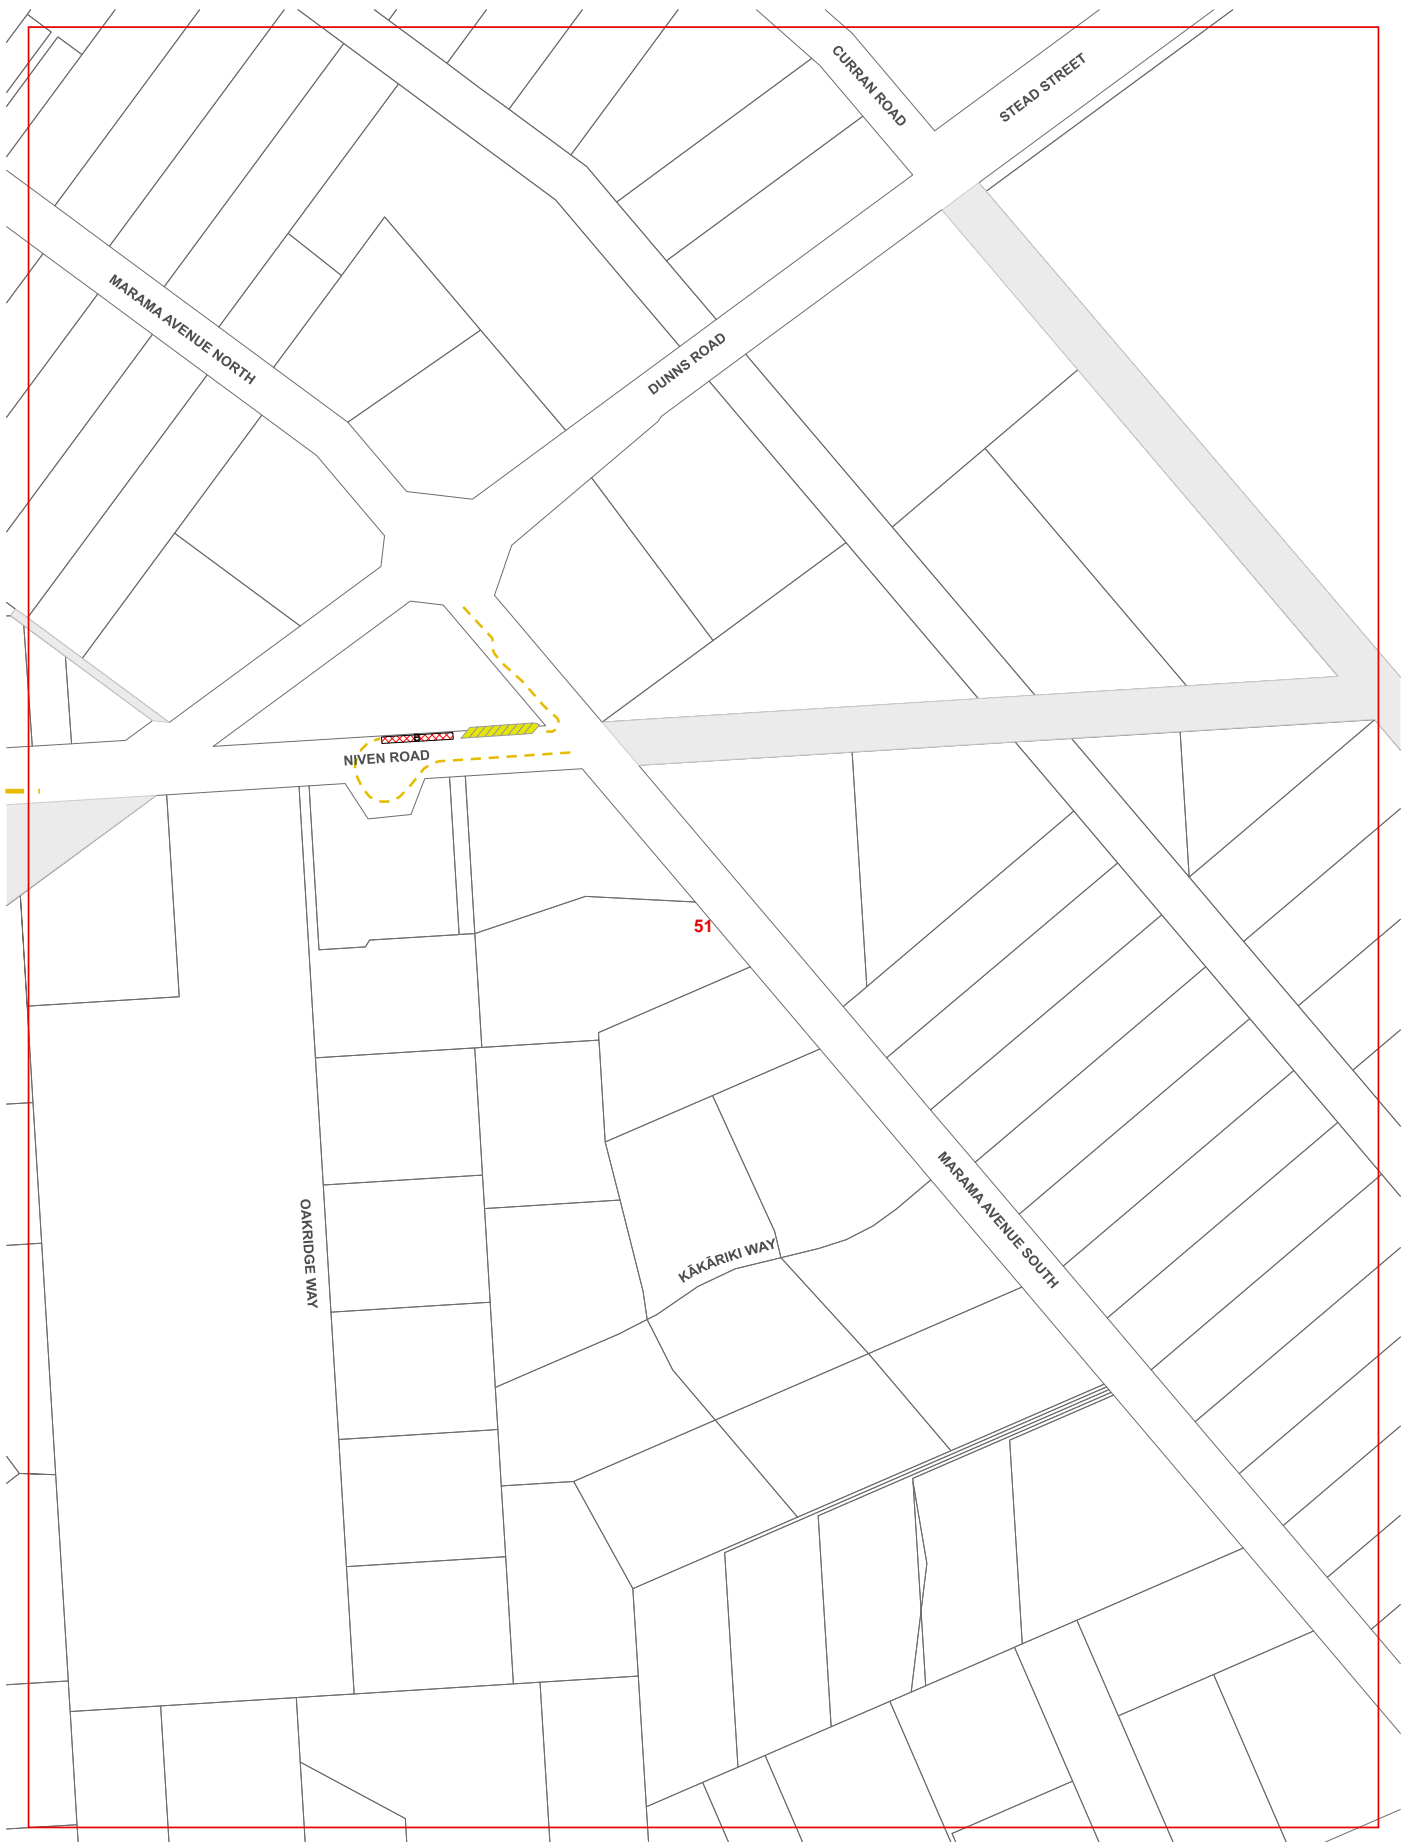 CURRAN ROAD
STEAD STREET
MARAMA AVENUE NORTH
DUNNS ROAD
B
NIVEN ROAD
51
MARAMA AVENUE SOUTH
OAKRIDGE WAY
KĀKĀRIKI WAY